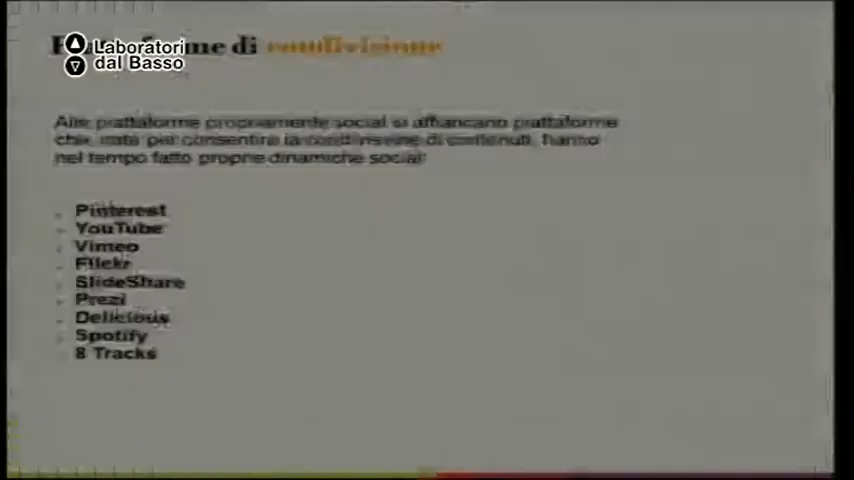 Laboratori
dal Basso
Piattaforme di condivisione
Alle piattaforme propriamente social si affiancano piattaforme
che, nate per consentire la condivisione di contenuti, hanno
nel tempo fatto proprie dinamiche social:
. Pinterest
. YouTube
. Vimeo
. Flickr
. SlideShare
. Prezi
. Delicious
. Spotify
. 8 Tracks